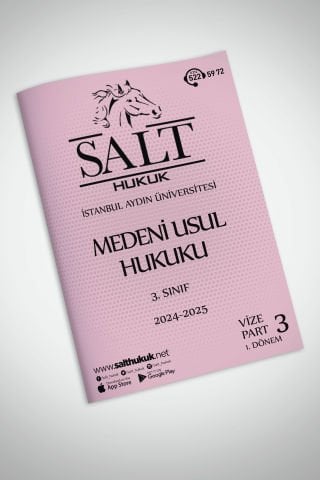 522 59 72
SALT
HUKUK
İSTANBUL AYDIN ÜNİVERSİTESİ
MEDENİ USUL
HUKUKU
3. SINIF
2024-2025
VİZE
PART 3
1. DÖNEM
www.salthukuk.net
App Store
Google Play